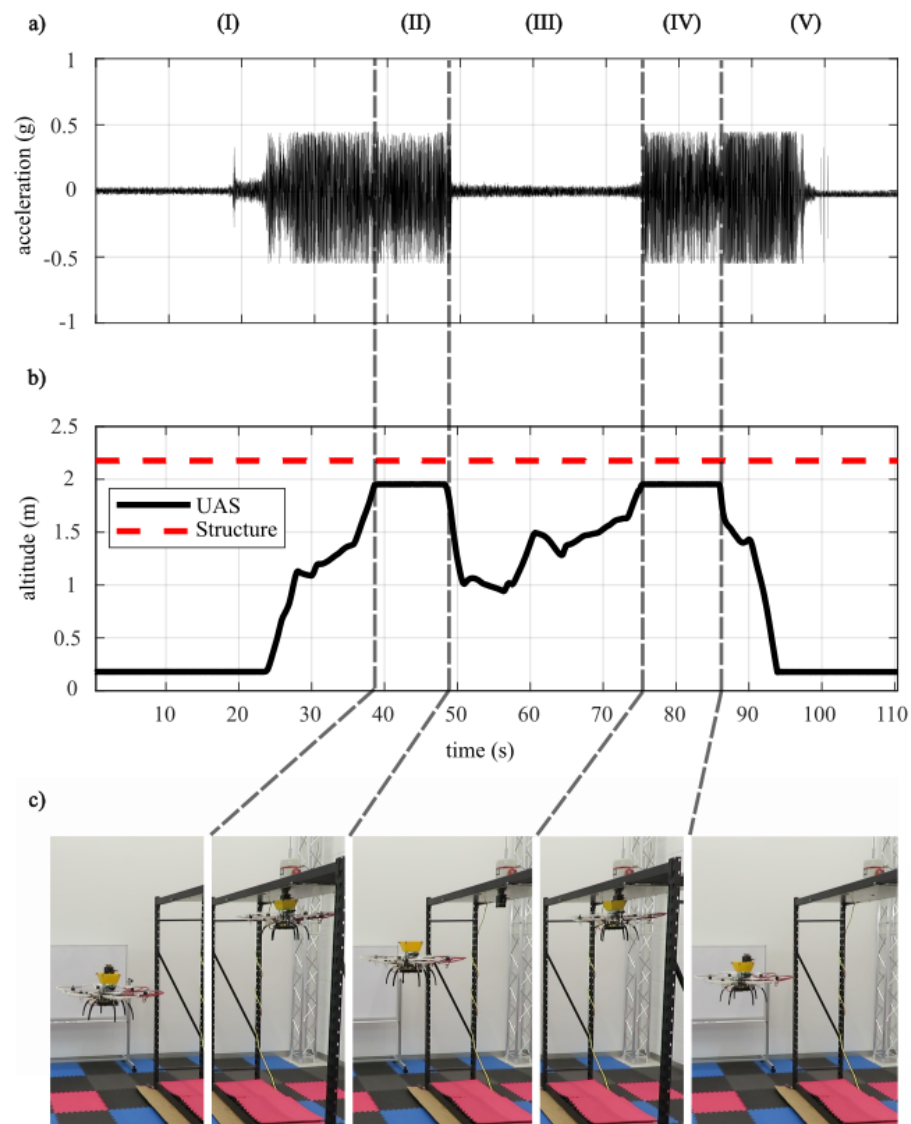 a) (I) (II) (III) (IV) (V)
1
0.5
0
-0.5
-1
acceleration (g)
b)
2.5
2
1.5
1
0.5
0
altitude (m)
UAS
Structure
10 20 30 40 50 60 70 80 90 100 110
time (s)
c)